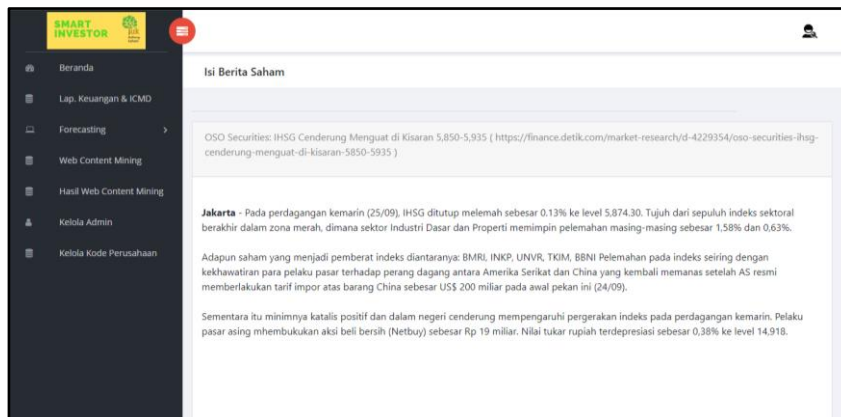 SMART
INVESTOR
Beranda
Lap. Keuangan & ICMD
Forecasting
Web Content Mining
Hasil Web Content Mining
Kelola Admin
Kelola Kode Perusahaan
Isi Berita Saham
OSO Securities: IHSG Cenderung Menguat di Kisaran 5,850-5,935 ( https://finance.detik.com/market-research/d-4229354/oso-securities-ihsg-
cenderung-menguat-di-kisaran-5850-5935 )
Jakarta - Pada perdagangan kemarin (25/09), IHSG ditutup melemah sebesar 0.13% ke level 5,874.30. Tujuh dari sepuluh indeks sektoral
berakhir dalam zona merah, dimana sektor Industri Dasar dan Properti memimpin pelemahan masing-masing sebesar 1,58% dan 0,63%.
Adapun saham yang menjadi pemberat indeks diantaranya: BMRI, INKP, UNVR, TKIM, BBNI Pelemahan pada indeks seiring dengan
kekhawatiran para pelaku pasar terhadap perang dagang antara Amerika Serikat dan China yang kembali memanas setelah AS resmi
memberlakukan tarif impor atas barang China sebesar US$ 200 miliar pada awal pekan ini (24/09).
Sementara itu minimnya katalis positif dan dalam negeri cenderung mempengaruhi pergerakan indeks pada perdagangan kemarin. Pelaku
pasar asing mhembukukan aksi beli bersih (Netbuy) sebesar Rp 19 miliar. Nilai tukar rupiah terdepresiasi sebesar 0,38% ke level 14,918.